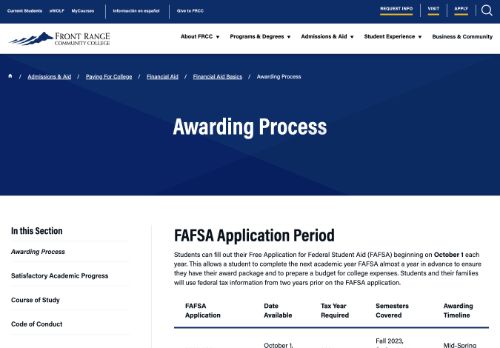 Current Students eWOLF MyCourses Información en español Give to FRCC REQUEST INFO VISIT APPLY
FRONT RANGE
COMMUNITY COLLEGE
About FRCC Programs & Degrees Admissions & Aid Student Experience Business & Community
/ Admissions & Aid / Paying For College / Financial Aid / Financial Aid Basics / Awarding Process
Awarding Process
In this Section
Awarding Process
Satisfactory Academic Progress
Course of Study
Code of Conduct
FAFSA Application Period
Students can fill out their Free Application for Federal Student Aid (FAFSA) beginning on October 1 each
year. This allows a student to complete the next academic year FAFSA almost a year in advance to ensure
they have their award package and to prepare a budget for college expenses. Students and their families
will use federal tax information from two years prior on the FAFSA application.
FAFSA Date Tax Year Semesters Awarding
Application Available Required Covered Timeline
October 1, Fall 2023, Mid-Spring